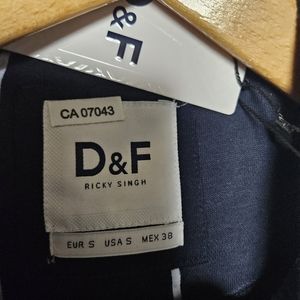 & F
CA 07043
D&F
RICKY SINGH
EUR S USA S MEX 38